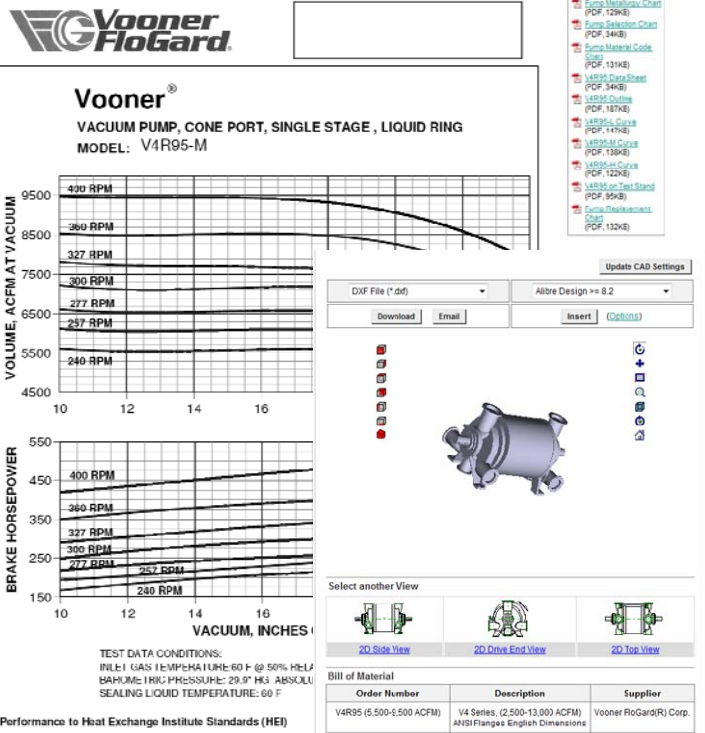 Vooner
FloGard.
Vooner®
VACUUM PUMP, CONE PORT, SINGLE STAGE , LIQUID RING
MODEL: V4R95-M
VOLUME, ACFM AT VACUUM
9500
8500
7500
6500
5500
4500
400 RPM
360 RPM
327 RPM
300 RPM
277 RPM
257 RPM
240 RPM
10 12 14 16
BRAKE HORSEPOWER
550
450
350
250
150
400 RPM
360 RPM
327 RPM
300 RPM
277 RPM
257 RPM
240 RPM
10 12 14 16
VACUUM, INCHES
TEST DATA CONDITIONS:
INLET GAS TEMPERATURE:60 F @ 50% RELA
BAROMETRIC PRESSURE: 29.9" HG ABSOLU
SEALING LIQUID TEMPERATURE: 60 F
Performance to Heat Exchange Institute Standards (HEI)
Pump Metallurgy Chart
(PDF, 129KB)
Pump Selection Chart
(PDF, 34KB)
Pump Material Code
Chart
(PDF, 131KB)
V4R95 DataSheet
(PDF, 34KB)
V4R95 Outline
(PDF, 187KB)
V4R95-L Curve
(PDF, 147KB)
V4R95-M Curve
(PDF, 138KB)
V4R95-H Curve
(PDF, 122KB)
V4R95 on Test Stand
(PDF, 95KB)
Pump Replacement
Chart
(PDF, 132KB)
Update CAD Settings
DXF File (*.dxf)
Alibre Design >= 8.2
Download Email
Insert (Options)
Select another View
2D Side View
2D Drive End View
2D Top View
Bill of Material
Order Number Description Supplier
V4R95 (5,500-9,500 ACFM) V4 Series, (2,500-13,000 ACFM) Vooner FloGard(R) Corp.
ANSI Flanges English Dimensions